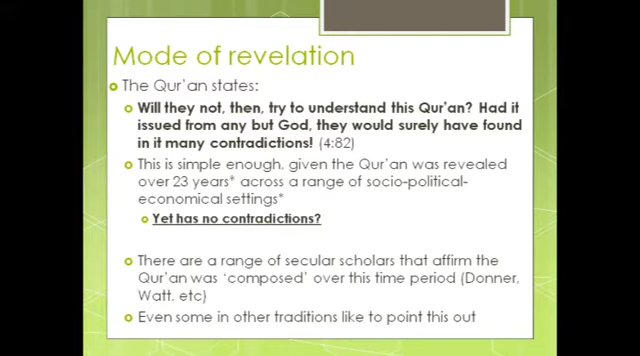 Mode of revelation
The Qur'an states:
Will they not, then, try to understand this Qur'an? Had it
issued from any but God, they would surely have found
in it many contradictions! (4:82)
This is simple enough, given the Qur'an was revealed
over 23 years* across a range of socio-political-
economical settings*
Yet has no contradictions?
There are a range of secular scholars that affirm the
Qur'an was 'composed' over this time period (Donner,
Watt, etc)
Even some in other traditions like to point this out